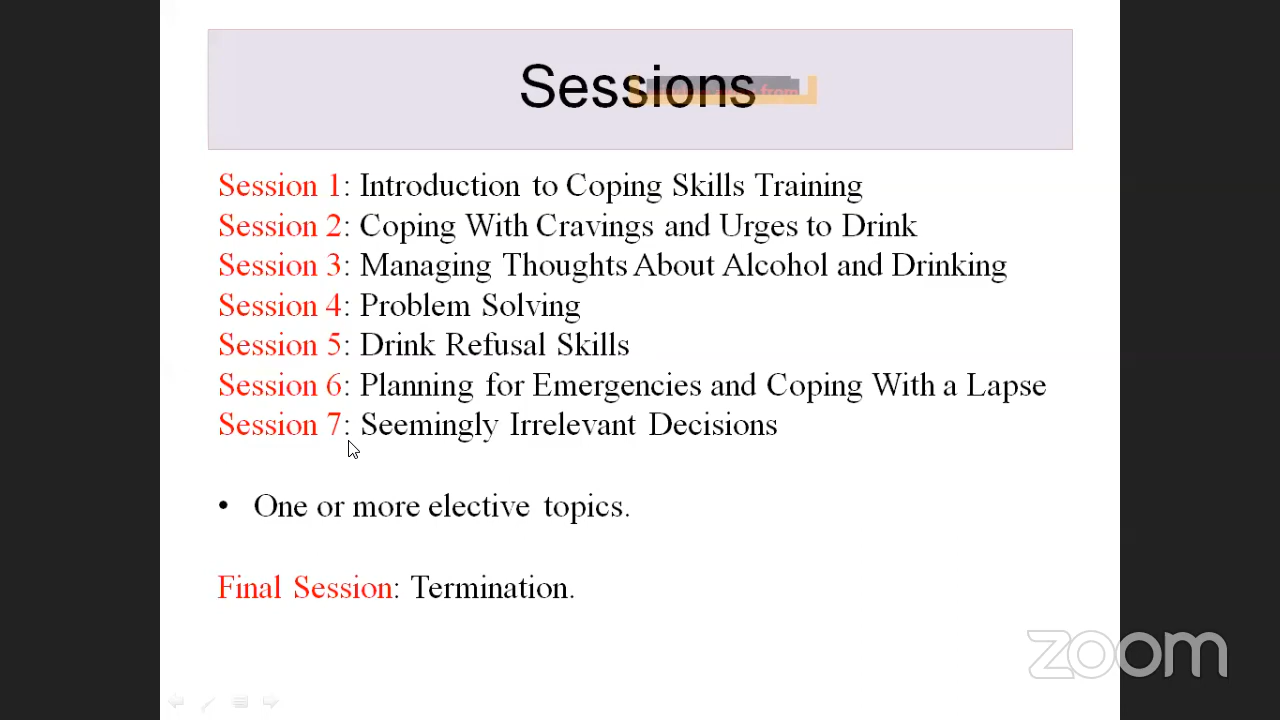 Sessions
from
Session 1: Introduction to Coping Skills Training
Session 2: Coping With Cravings and Urges to Drink
Session 3: Managing Thoughts About Alcohol and Drinking
Session 4: Problem Solving
Session 5: Drink Refusal Skills
Session 6: Planning for Emergencies and Coping With a Lapse
Session 7: Seemingly Irrelevant Decisions
• One or more elective topics.
Final Session: Termination.
zoom